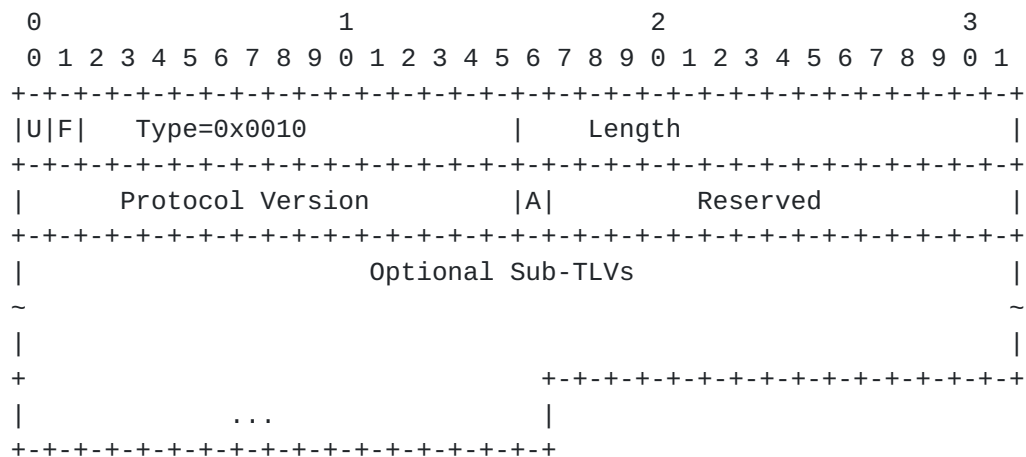 0                   1                   2                   3
 0 1 2 3 4 5 6 7 8 9 0 1 2 3 4 5 6 7 8 9 0 1 2 3 4 5 6 7 8 9 0 1
+-+-+-+-+-+-+-+-+-+-+-+-+-+-+-+-+-+-+-+-+-+-+-+-+-+-+-+-+-+-+-+-+
|U|F|   Type=0x0010             |    Length                     |
+-+-+-+-+-+-+-+-+-+-+-+-+-+-+-+-+-+-+-+-+-+-+-+-+-+-+-+-+-+-+-+-+
|      Protocol Version         |A|         Reserved            |
+-+-+-+-+-+-+-+-+-+-+-+-+-+-+-+-+-+-+-+-+-+-+-+-+-+-+-+-+-+-+-+-+
|                      Optional Sub-TLVs                        |
~                                                               ~
|                                                               |
+                                 +-+-+-+-+-+-+-+-+-+-+-+-+-+-+-+
|             ...                 |
+-+-+-+-+-+-+-+-+-+-+-+-+-+-+-+-+-+